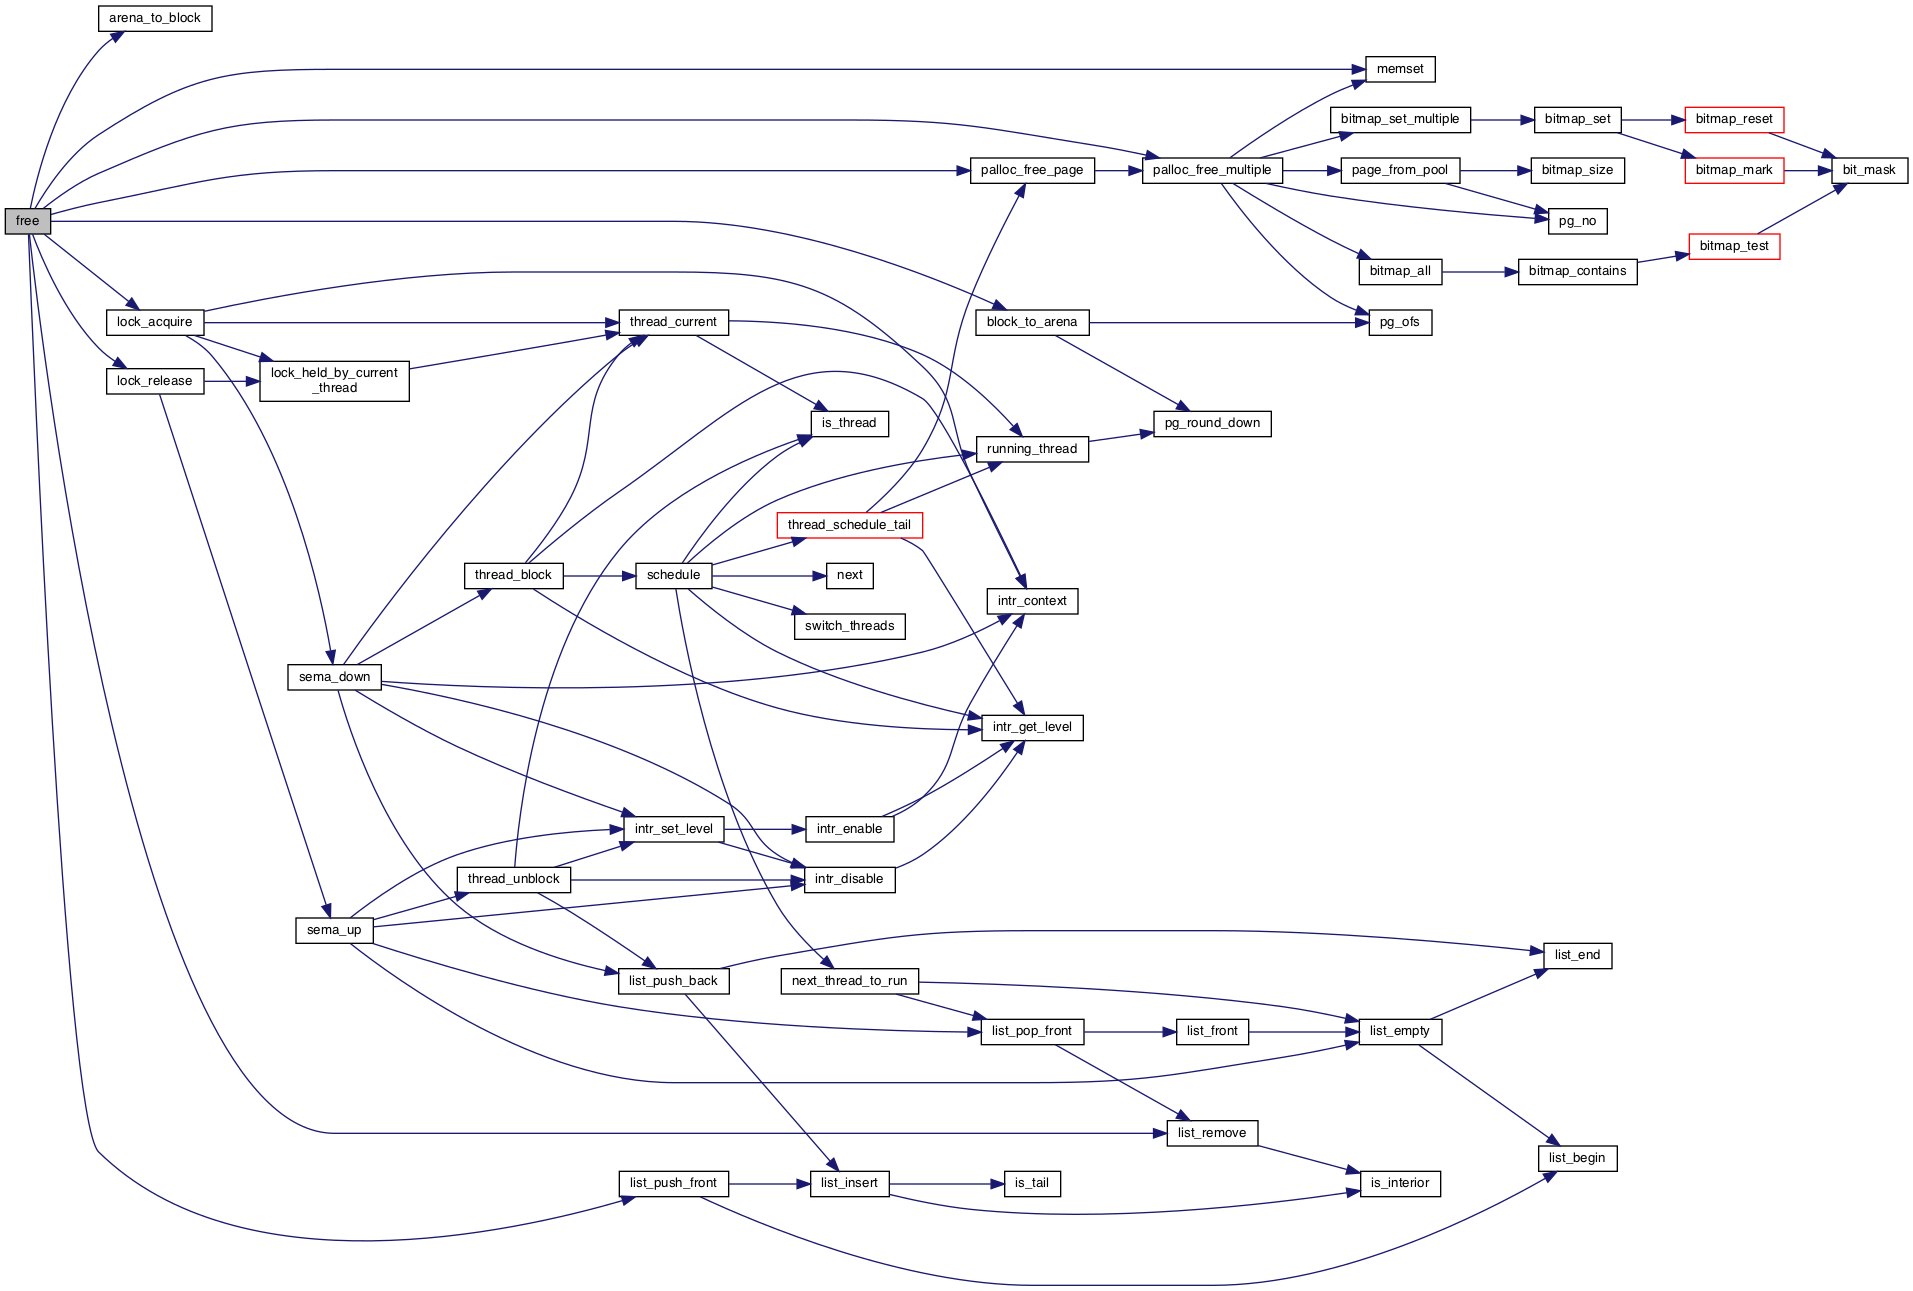 arena_to_block
memset
bitmap_set_multiple
bitmap_set
bitmap_reset
palloc_free_page
palloc_free_multiple
page_from_pool
bitmap_size
bitmap_mark
bit_mask
free
pg_no
bitmap_test
bitmap_all
bitmap_contains
lock_acquire
thread_current
block_to_arena
pg_ofs
lock_release
lock_held_by_current
_thread
is_thread
pg_round_down
running_thread
thread_schedule_tail
thread_block
schedule
next
intr_context
switch_threads
sema_down
intr_get_level
intr_set_level
intr_enable
thread_unblock
intr_disable
sema_up
list_end
list_push_back
next_thread_to_run
list_pop_front
list_front
list_empty
list_remove
list_begin
list_push_front
list_insert
is_tail
is_interior